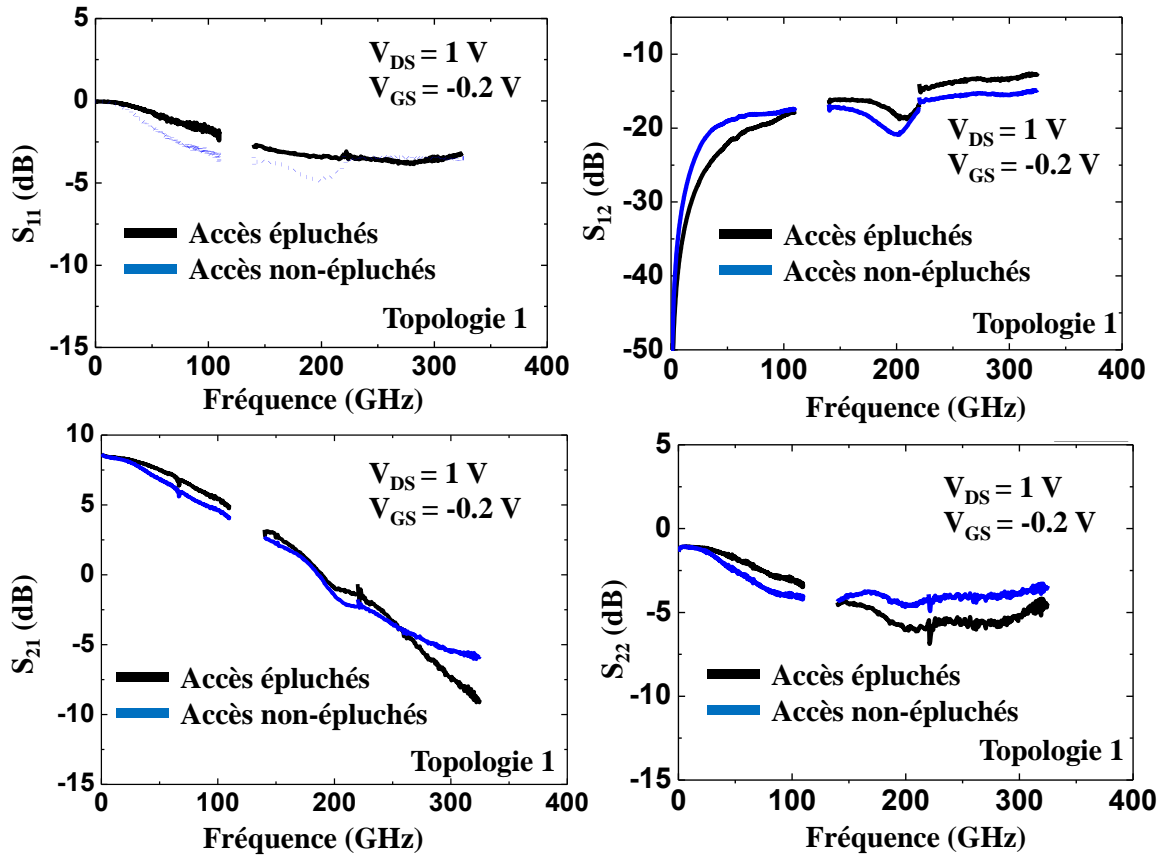 5
0
-5
-10
-15
S11 (dB)
VDS = 1 V
VGS = -0.2 V
Accès épluchés
Accès non-épluchés
Topologie 1
0
100
200
300
400
Fréquence (GHz)
-10
-20
-30
-40
-50
S12 (dB)
VDS = 1 V
VGS = -0.2 V
Accès épluchés
Accès non-épluchés
Topologie 1
0
100
200
300
400
Fréquence (GHz)
10
5
0
-5
-10
-15
S21 (dB)
VDS = 1 V
VGS = -0.2 V
Accès épluchés
Accès non-épluchés
Topologie 1
0
100
200
300
400
Fréquence (GHz)
5
0
-5
-10
-15
S22 (dB)
VDS = 1 V
VGS = -0.2 V
Accès épluchés
Accès non-épluchés
Topologie 1
0
100
200
300
400
Fréquence (GHz)